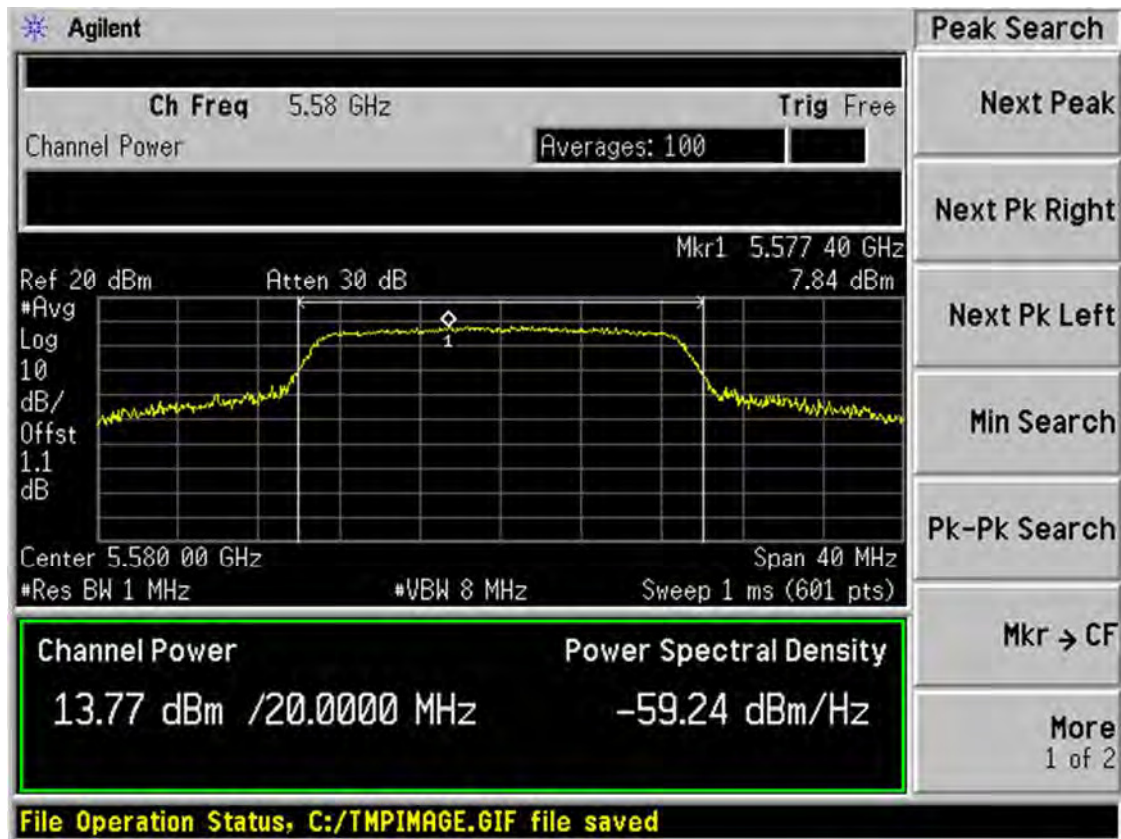 Agilent
Peak Search
Ch Freq 5.58 GHz Trig Free
Channel Power Averages: 100
Mkr1 5.577 40 GHz
Ref 20 dBm Atten 30 dB 7.84 dBm
#Avg
Log
10
dB/
Offst
1.1
dB
1
Center 5.580 00 GHz Span 40 MHz
#Res BW 1 MHz #VBW 8 MHz Sweep 1 ms (601 pts)
Channel Power Power Spectral Density
13.77 dBm /20.0000 MHz -59.24 dBm/Hz
File Operation Status, C:/TMPIMAGE.GIF file saved
Next Peak
Next Pk Right
Next Pk Left
Min Search
Pk-Pk Search
Mkr → CF
More
1 of 2